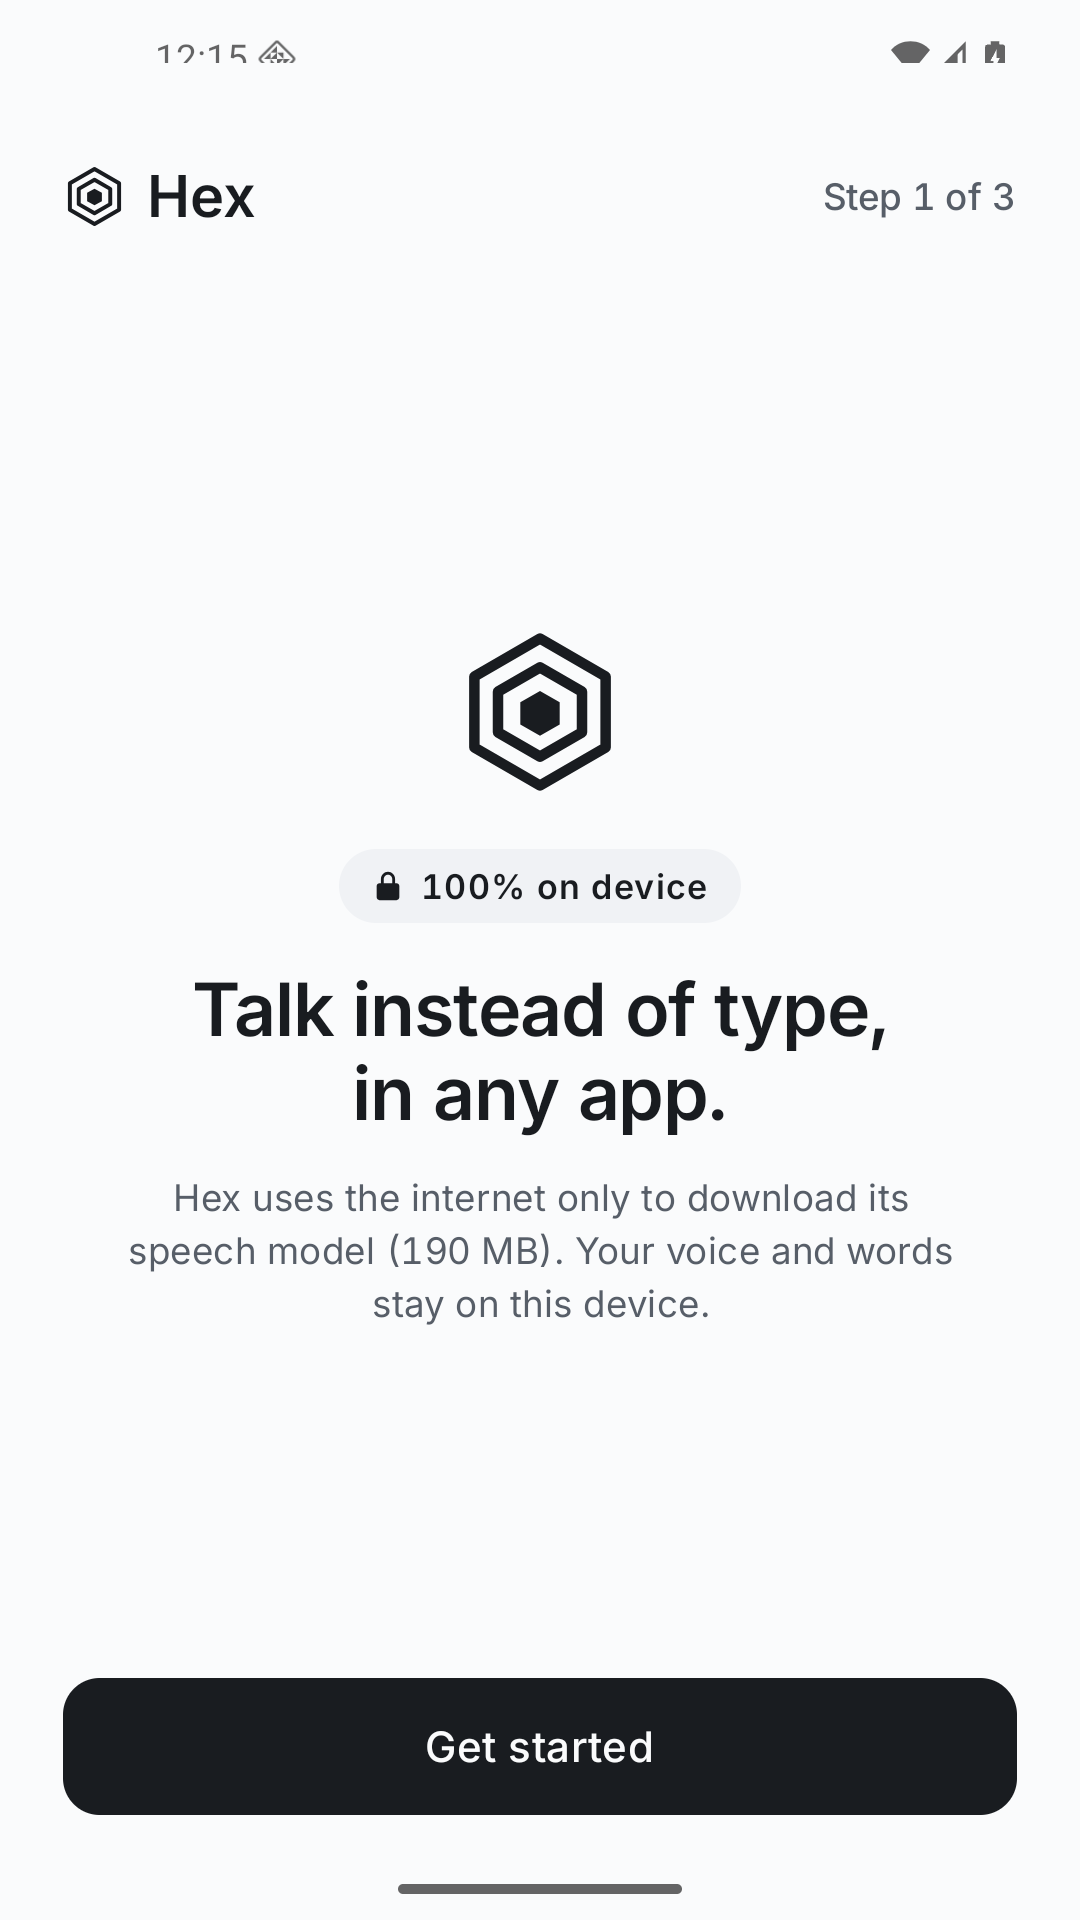 12:15
Hex
Step 1 of 3
100% on device
Talk instead of type,
in any app.
Hex uses the internet only to download its
speech model (190 MB). Your voice and words
stay on this device.
Get started